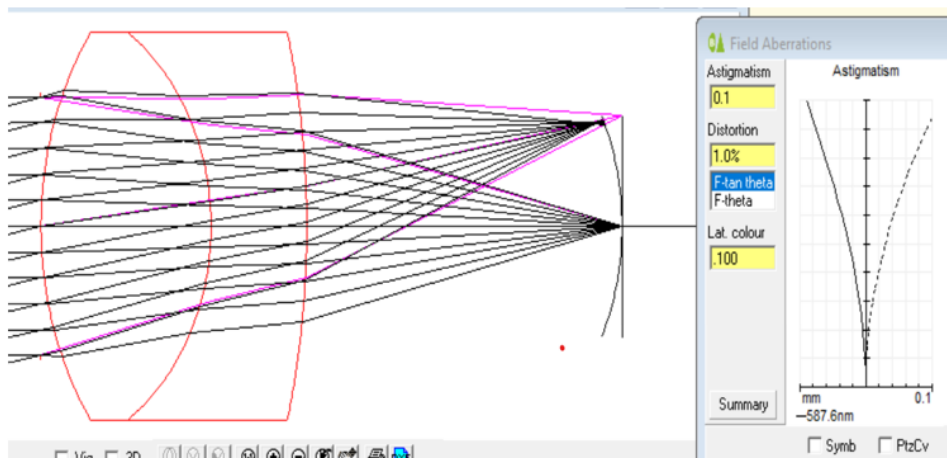 Field Aberrations
Astigmatism
0.1
Distortion
1.0%
F-tan theta
F-theta
Lat. colour
.100
Summary
Astigmatism
mm
0.1
—587.6nm
Symb
PtzCv